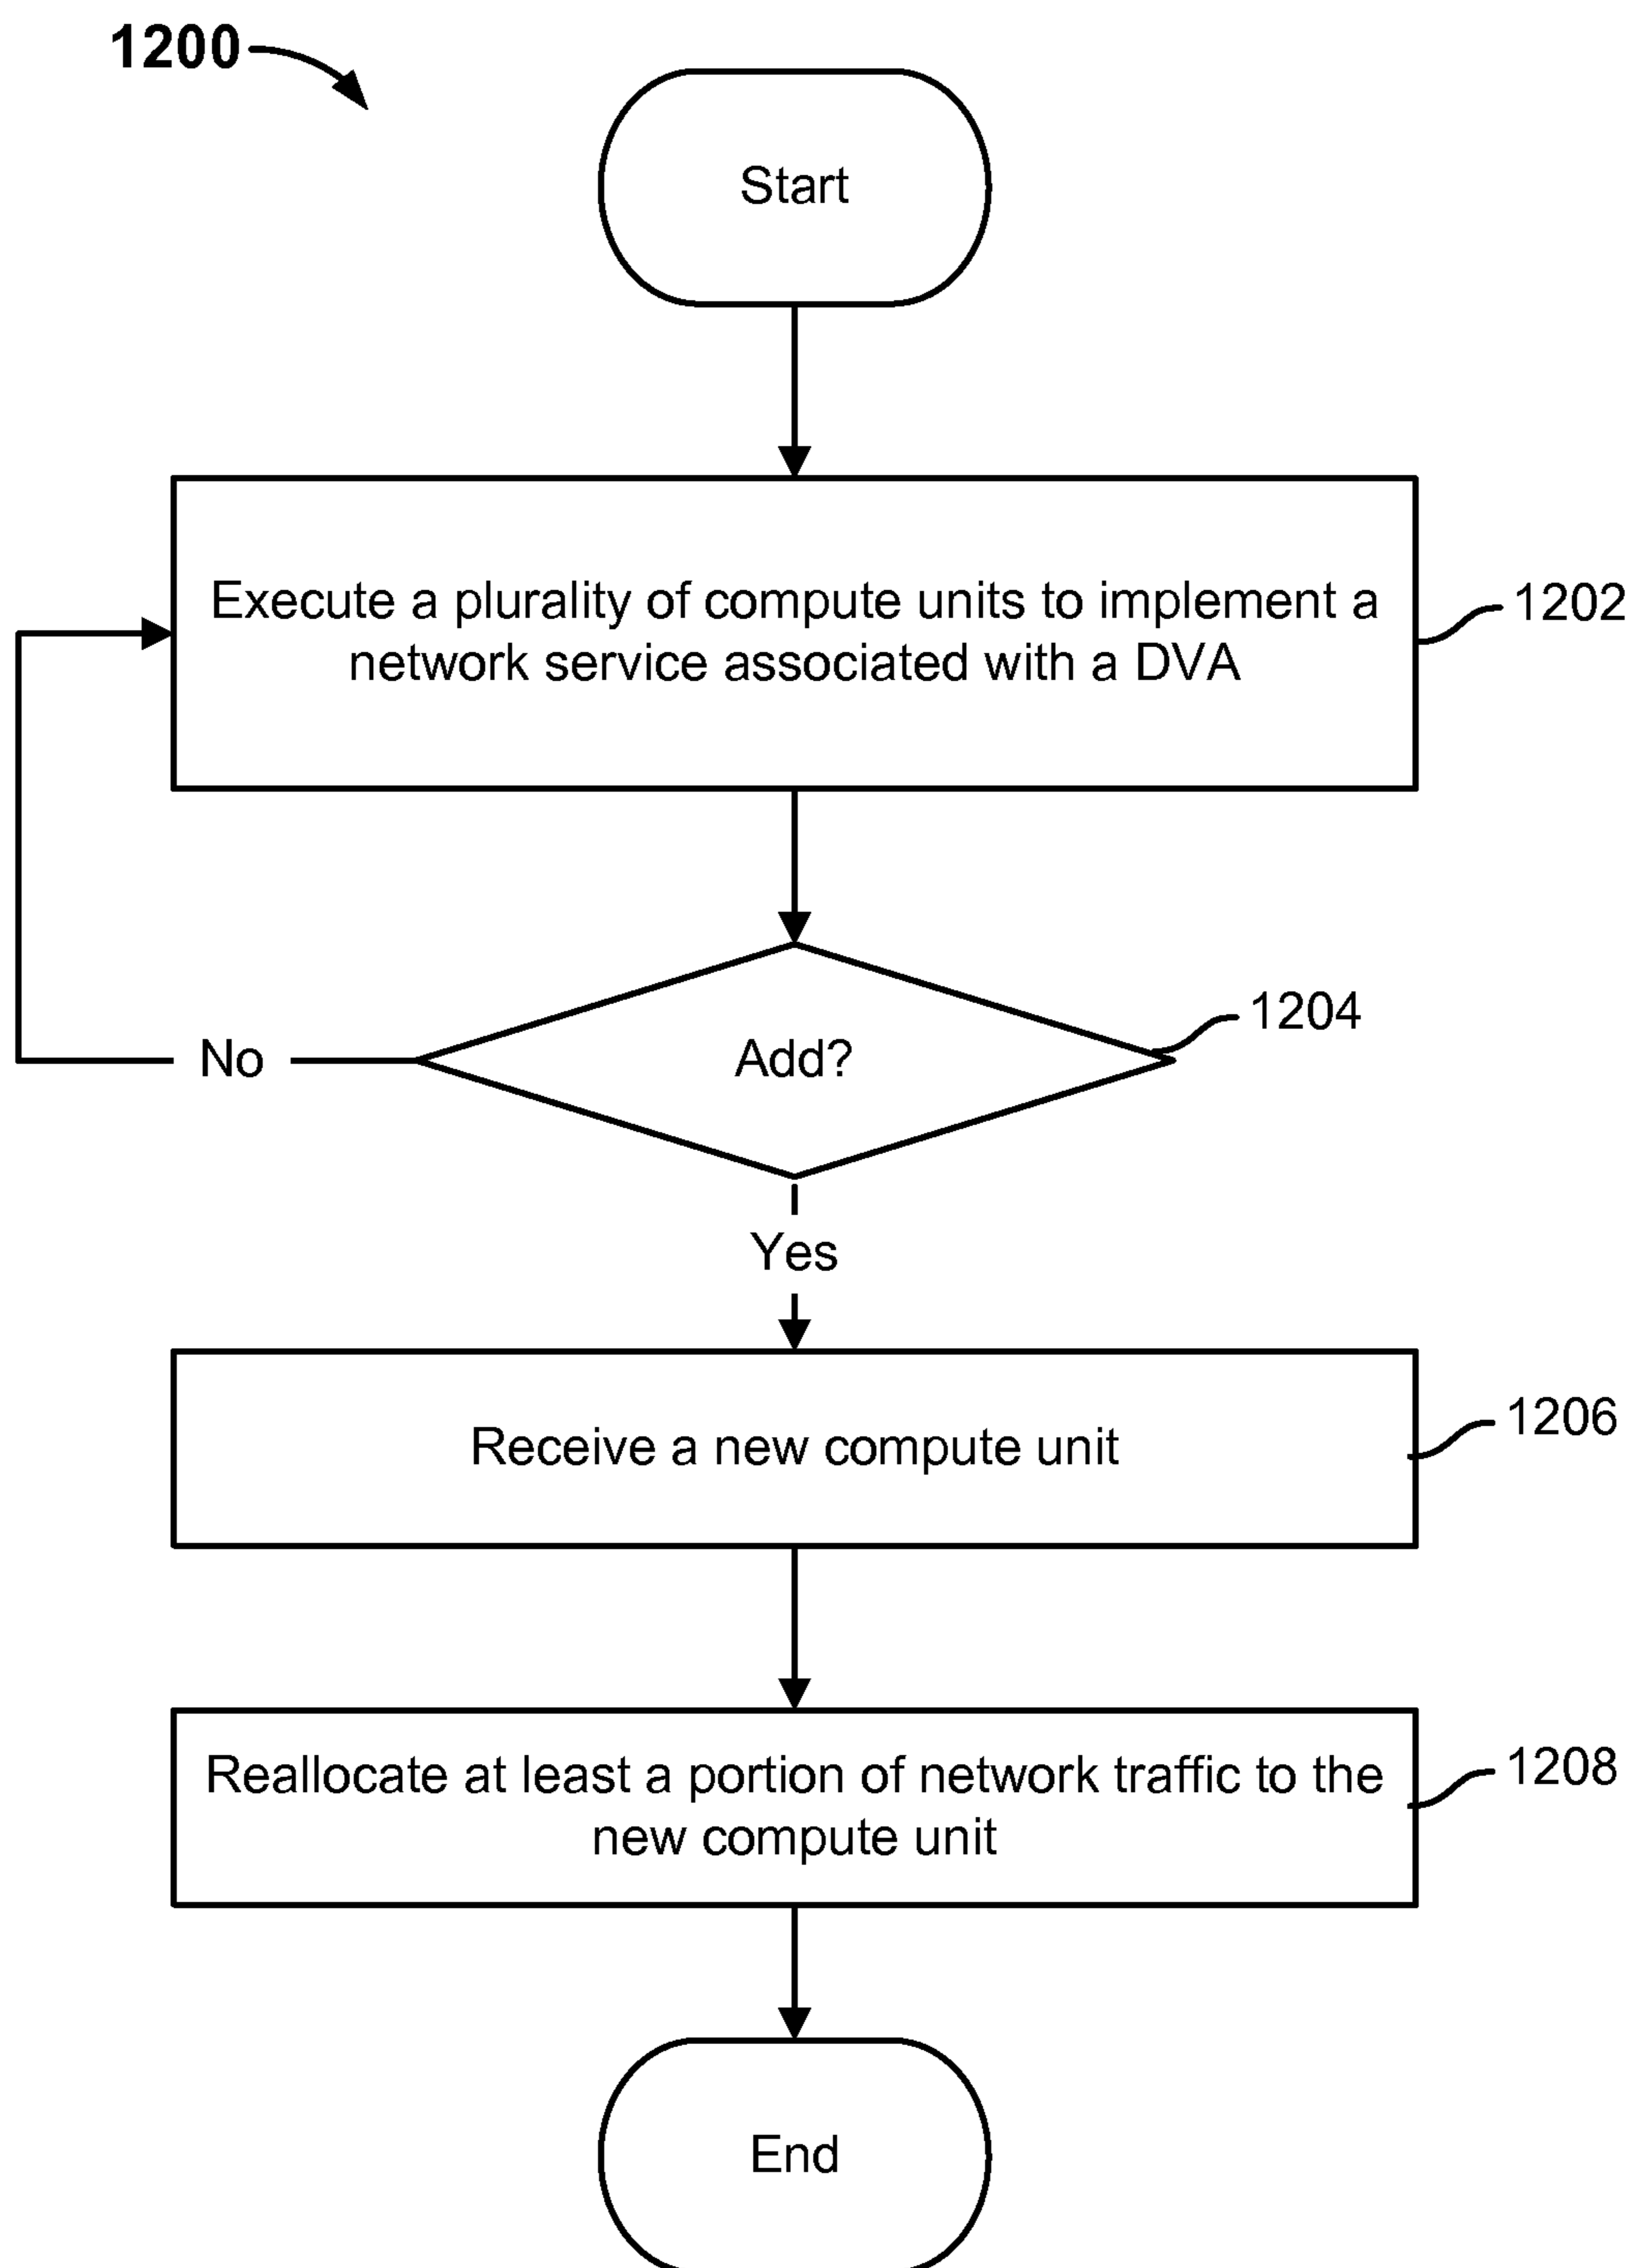 1200
Start
Execute a plurality of compute units to implement a
network service associated with a DVA
1202
Add?
1204
No
Yes
Receive a new compute unit
1206
Reallocate at least a portion of network traffic to the
new compute unit
1208
End